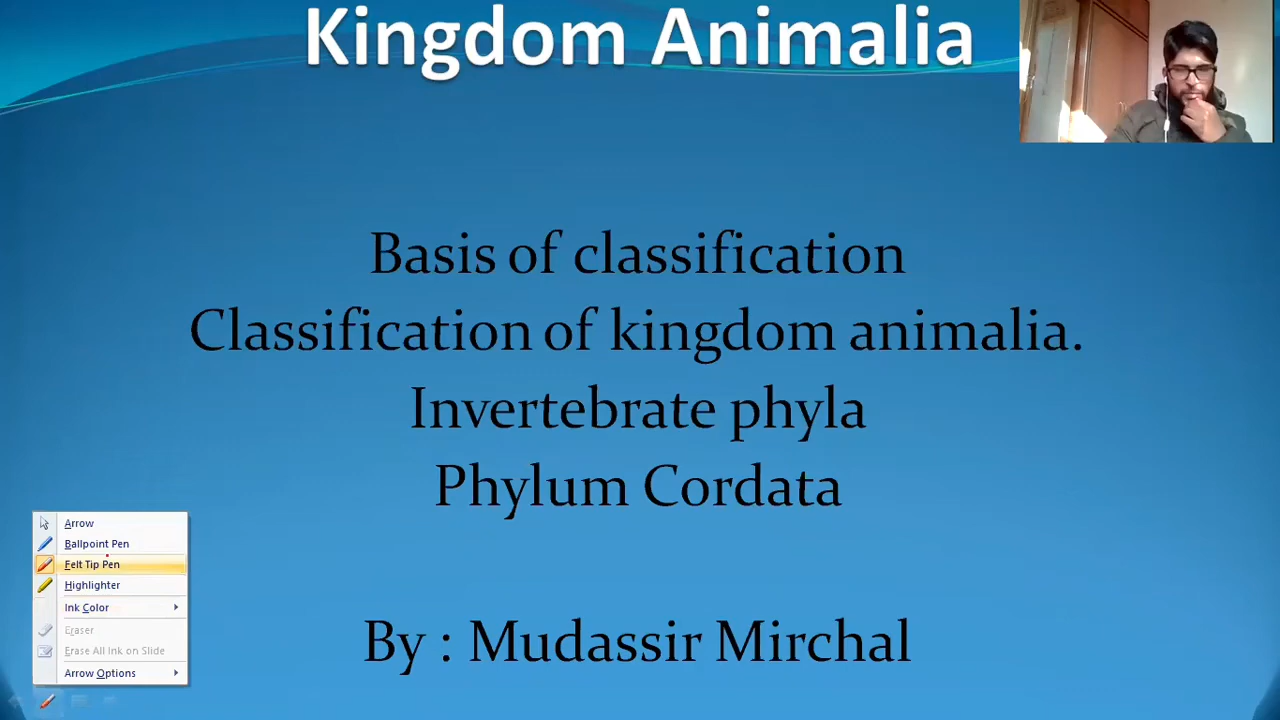 Kingdom Animalia
Basis of classification
Classification of kingdom animalia.
Invertebrate phyla
Phylum Cordata
By : Mudassir Mirchal
Arrow
Ballpoint Pen
Felt Tip Pen
Highlighter
Ink Color
Eraser
Erase All Ink on Slide
Arrow Options